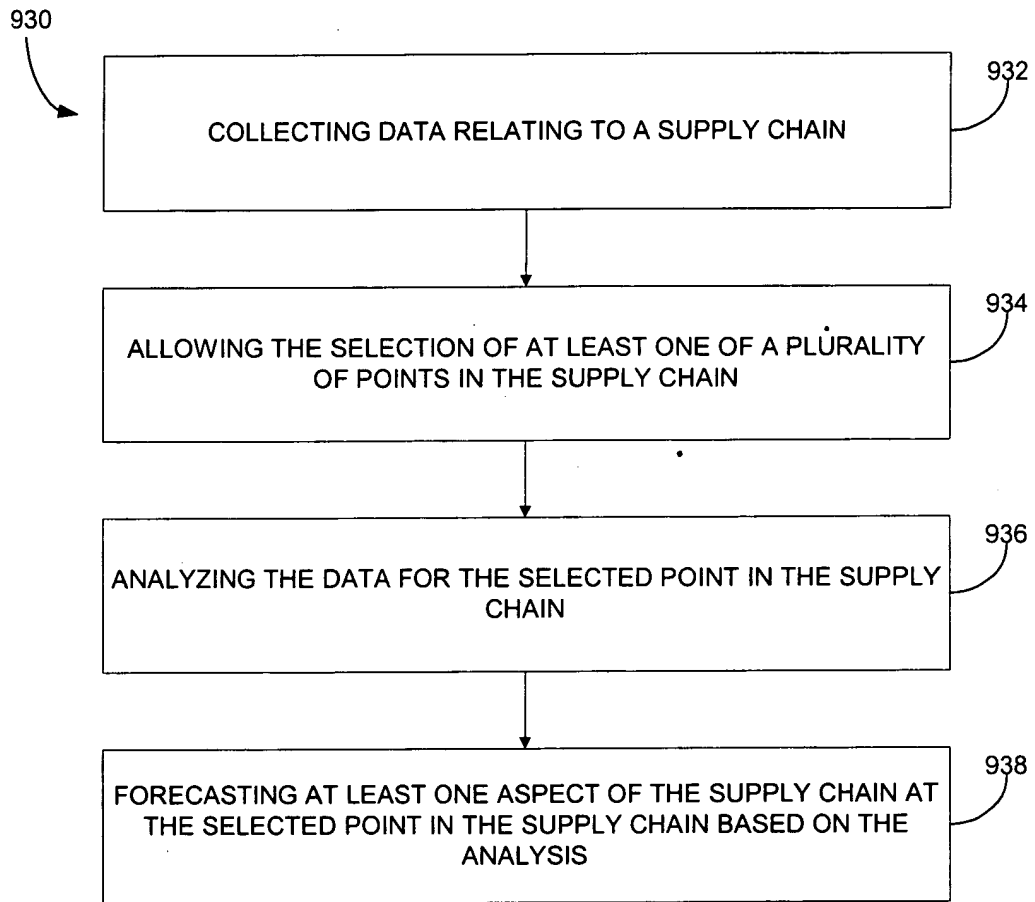 930
932
COLLECTING DATA RELATING TO A SUPPLY CHAIN
934
ALLOWING THE SELECTION OF AT LEAST ONE OF A PLURALITY
OF POINTS IN THE SUPPLY CHAIN
936
ANALYZING THE DATA FOR THE SELECTED POINT IN THE SUPPLY
CHAIN
938
FORECASTING AT LEAST ONE ASPECT OF THE SUPPLY CHAIN AT
THE SELECTED POINT IN THE SUPPLY CHAIN BASED ON THE
ANALYSIS